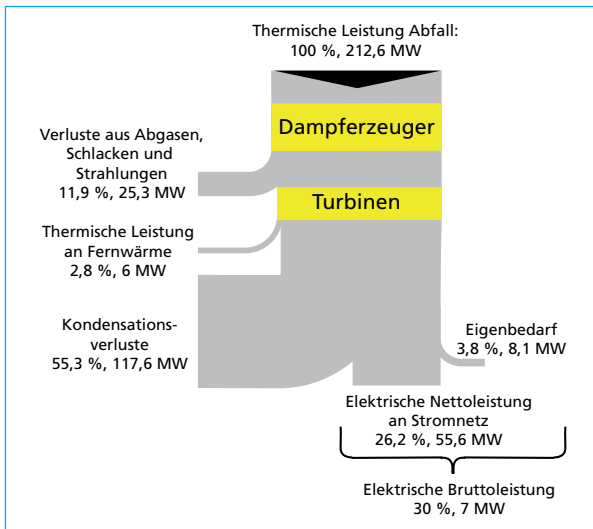 Thermische Leistung Abfall:
100 %, 212,6 MW
Dampferzeuger
Verluste aus Abgasen,
Schlacken und
Strahlungen
11,9 %, 25,3 MW
Turbinen
Thermische Leistung
an Fernwärme
2,8 %, 6 MW
Kondensations-
verluste
55,3 %, 117,6 MW
Eigenbedarf
3,8 %, 8,1 MW
Elektrische Nettoleistung
an Stromnetz
26,2 %, 55,6 MW
Elektrische Bruttoleistung
30 %, 7 MW